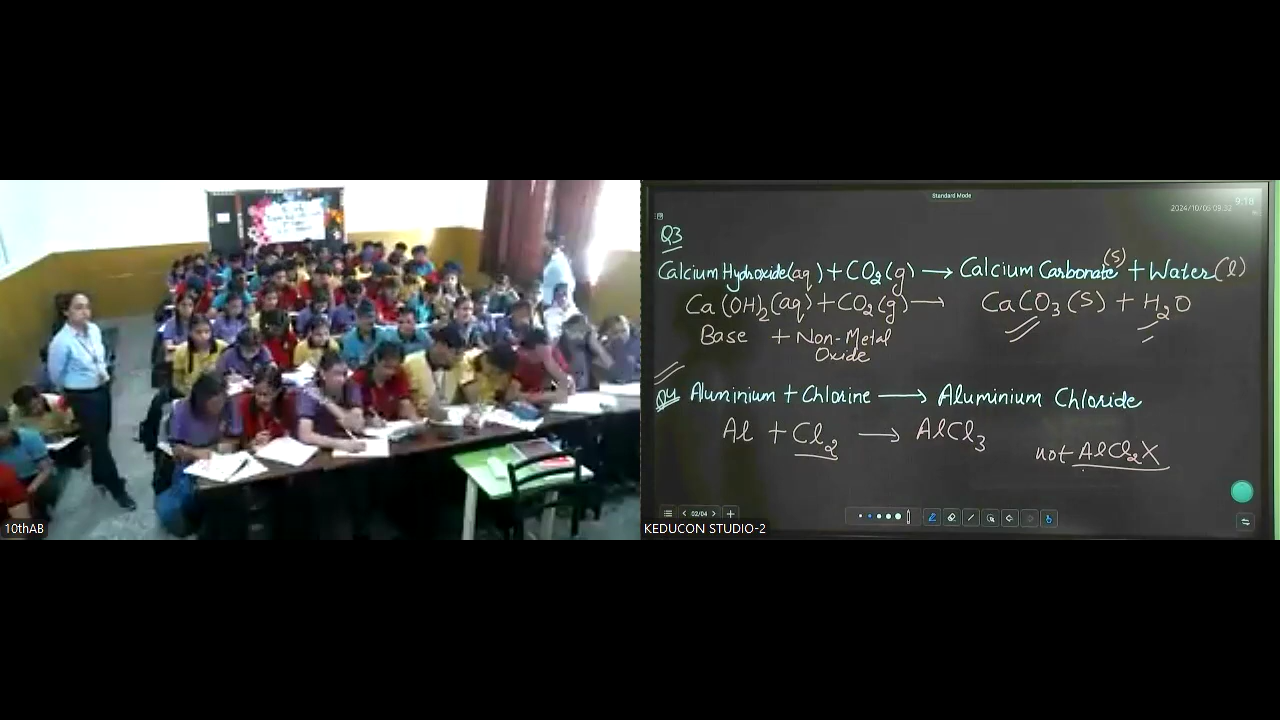 Standard Mode
9:18
2024/10/05 09:32
Q3
Calcium Hydroxide(aq) + CO₂(g) → Calcium Carbonate(s) + Water(l)
Ca(OH)₂(aq) + CO₂(g) → CaCO₃(s) + H₂O
Base + Non-Metal Oxide
Q4 Aluminium + Chlorine → Aluminium Chloride
Al + Cl₂ → AlCl₃
not AlCl₂ X
02/04
10thAB
KEDUCON STUDIO-2